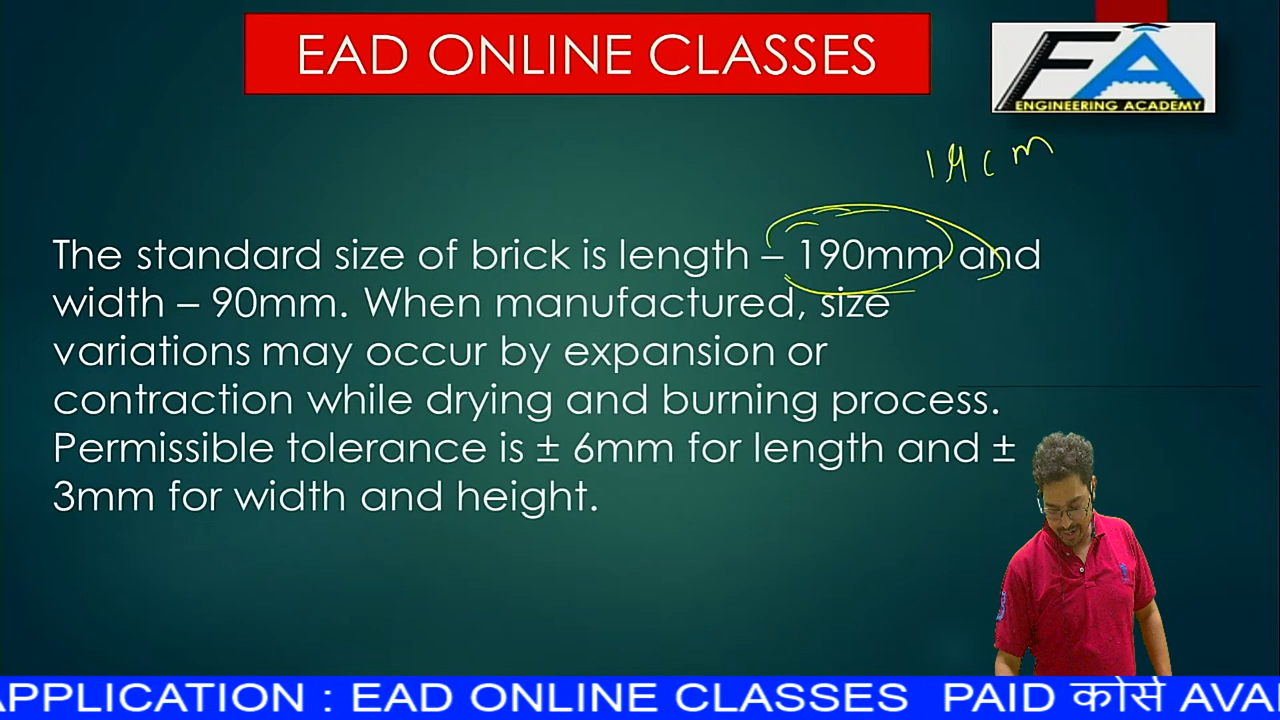 EAD ONLINE CLASSES
ENGINEERING ACADEMY
19cm
The standard size of brick is length – 190mm and
width – 90mm. When manufactured, size
variations may occur by expansion or
contraction while drying and burning process.
Permissible tolerance is ± 6mm for length and ±
3mm for width and height.
APPLICATION : EAD ONLINE CLASSES PAID कोर्स AVAI